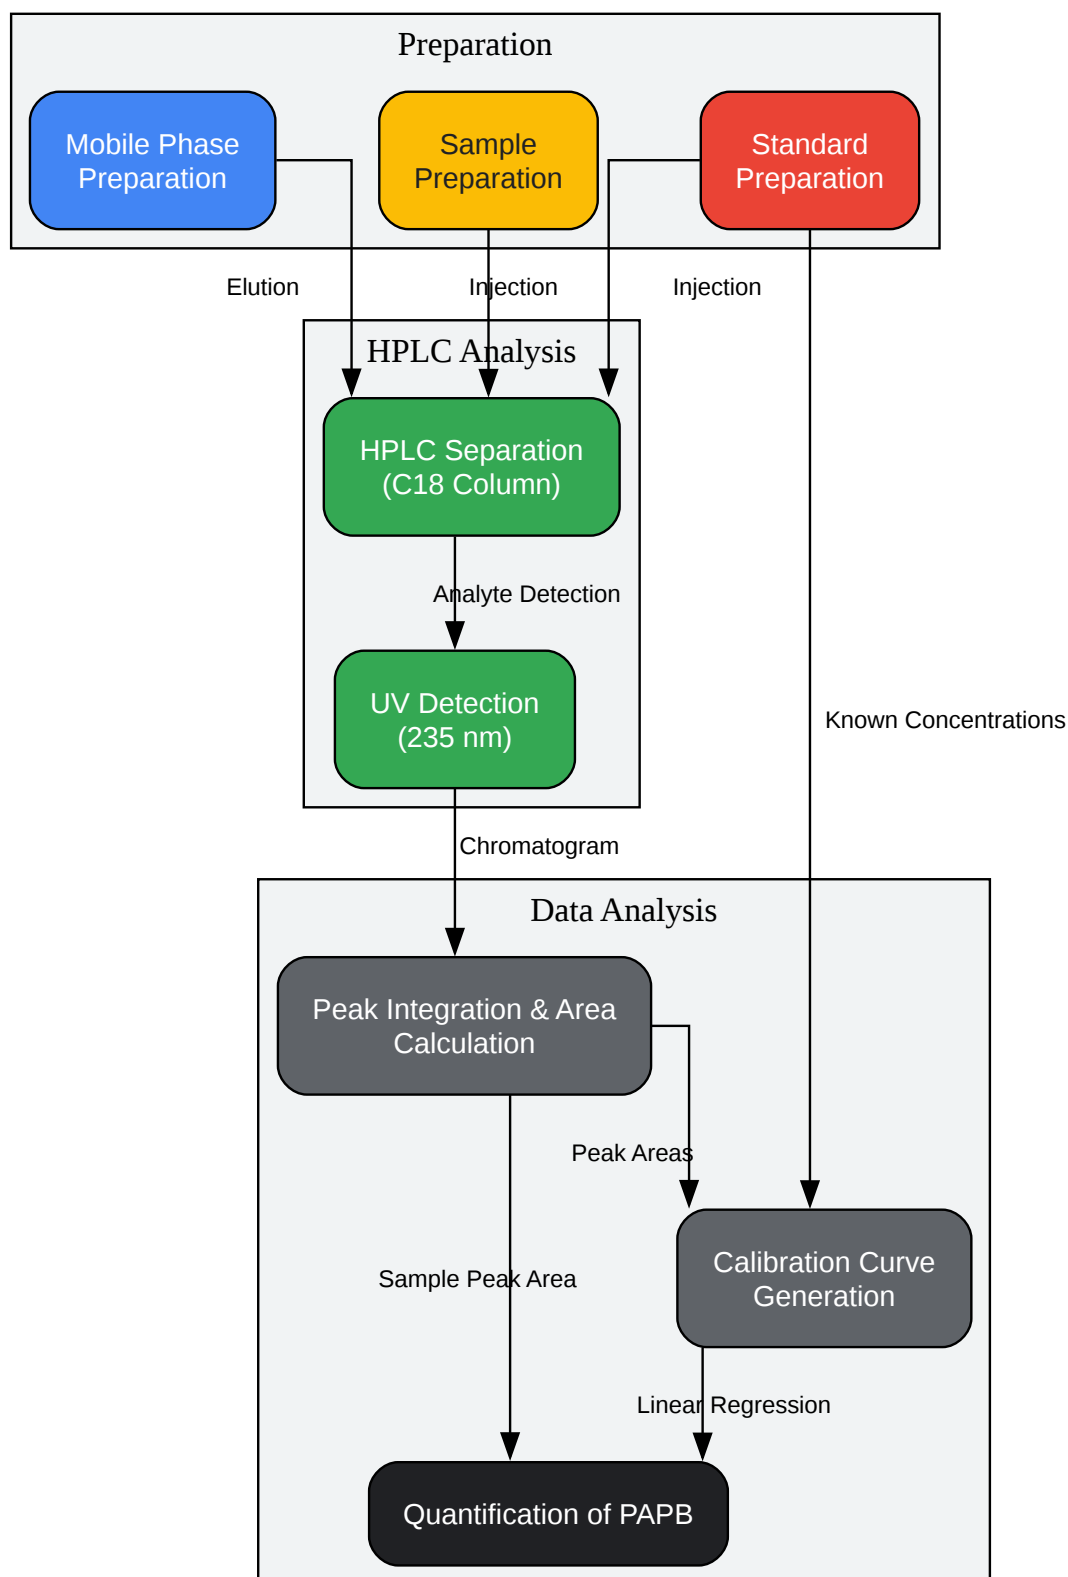 Preparation
Mobile Phase
Preparation
Sample
Preparation
Standard
Preparation
Elution
Injection
Injection
HPLC Analysis
HPLC Separation
(C18 Column)
Analyte Detection
UV Detection
(235 nm)
Known Concentrations
Chromatogram
Data Analysis
Peak Integration & Area
Calculation
Peak Areas
Calibration Curve
Generation
Sample Peak Area
Linear Regression
Quantification of PAPB